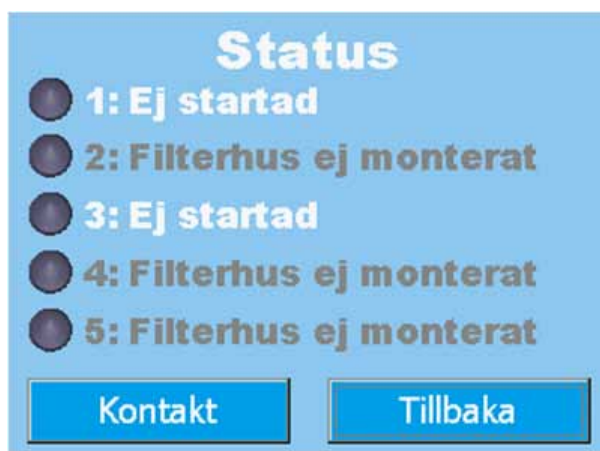 Status
1: Ej startad
2: Filterhus ej monterat
3: Ej startad
4: Filterhus ej monterat
5: Filterhus ej monterat
Kontakt Tillbaka